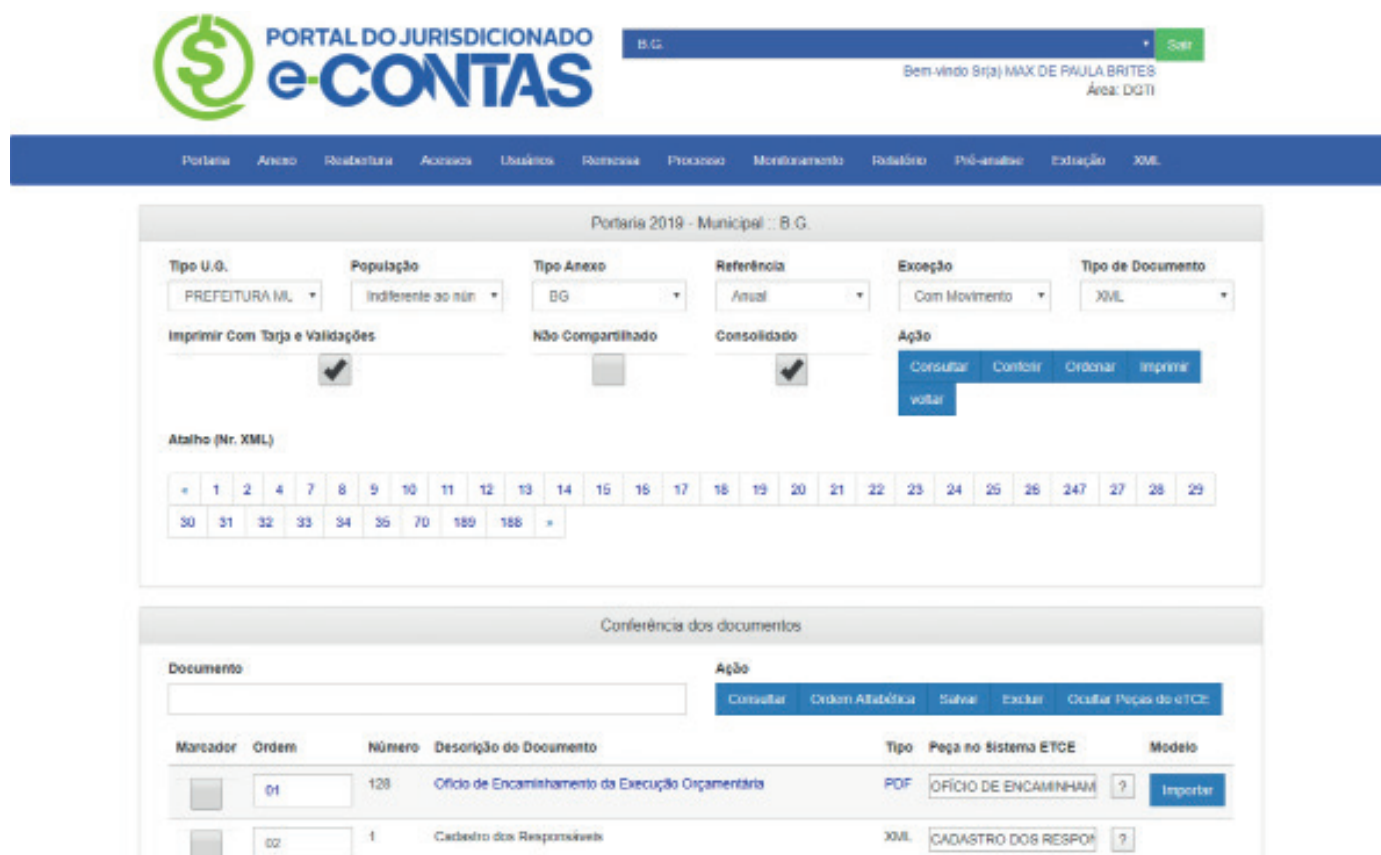 PORTAL DO JURISDICIONADO
e-CONTAS
B.G.
Sair
Bem-vindo Sr(a) MAX DE PAULA BRITES
Área: DGTI
Portaria Anexo Reabertura Acessos Usuários Remessa Processo Monitoramento Relatório Pré-analise Extração XML
Portaria 2019 - Municipal :: B.G.
Tipo U.G. População Tipo Anexo Referência Exceção Tipo de Documento
PREFEITURA MU Indiferente ao núm BG Anual Com Movimento XML
Imprimir Com Tarja e Validações Não Compartilhado Consolidado Ação
Consultar Conferir Ordenar Imprimir
voltar
Atalho (Nr. XML)
« 1 2 4 7 8 9 10 11 12 13 14 15 16 17 18 19 20 21 22 23 24 25 26 247 27 28 29
30 31 32 33 34 35 70 189 188 »
Conferência dos documentos
Documento Ação
Consultar Ordem Alfabética Salvar Excluir Ocultar Peças do eTCE
Marcador Ordem Número Descrição do Documento Tipo Peça no Sistema ETCE Modelo
01 128 Ofício de Encaminhamento da Execução Orçamentária PDF OFÍCIO DE ENCAMINHAM ? Importar
02 1 Cadastro dos Responsáveis XML CADASTRO DOS RESPON ?